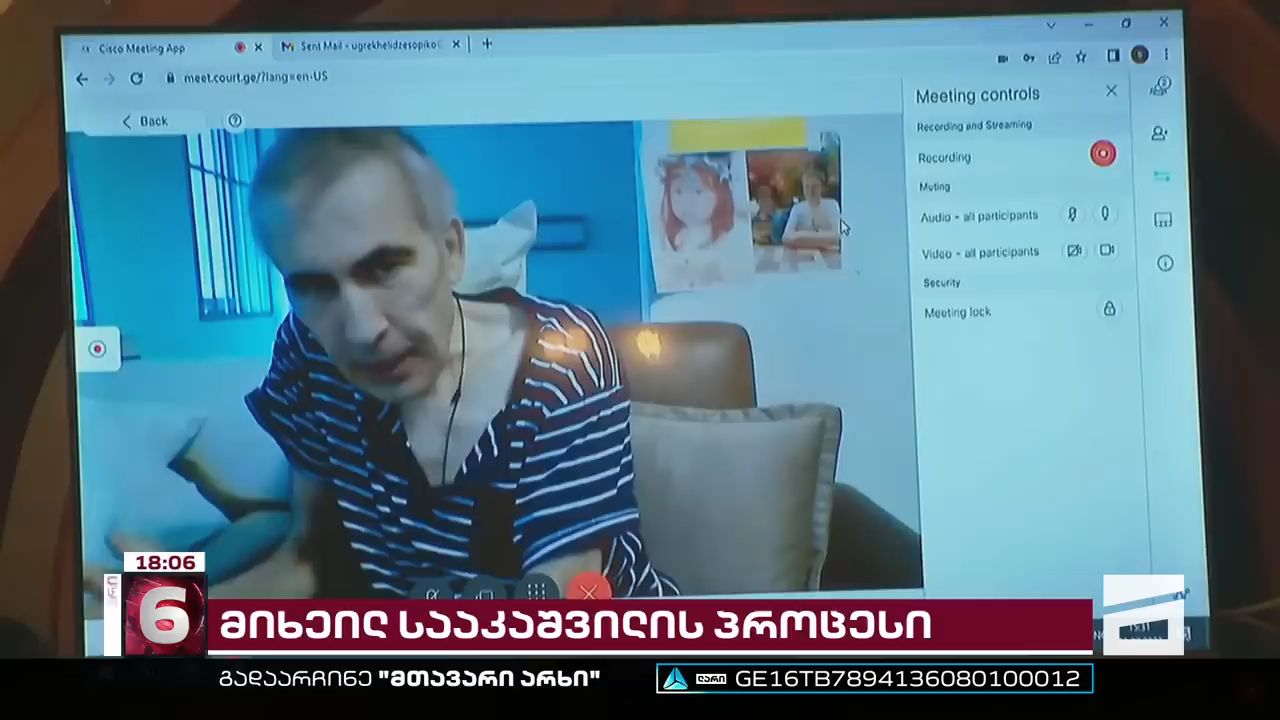 Cisco Meeting App
Sent Mail - ugrekhelidzesopiko
meet.court.ge/?lang=en-US
Back
Meeting controls
Recording and Streaming
Recording
Muting
Audio - all participants
Video - all participants
Security
Meeting lock
18:06
6
მიხეილ სააკაშვილის პროცესი
გადაარჩინე "მთავარი არხი"
ლარი GE16TB7894136080100012